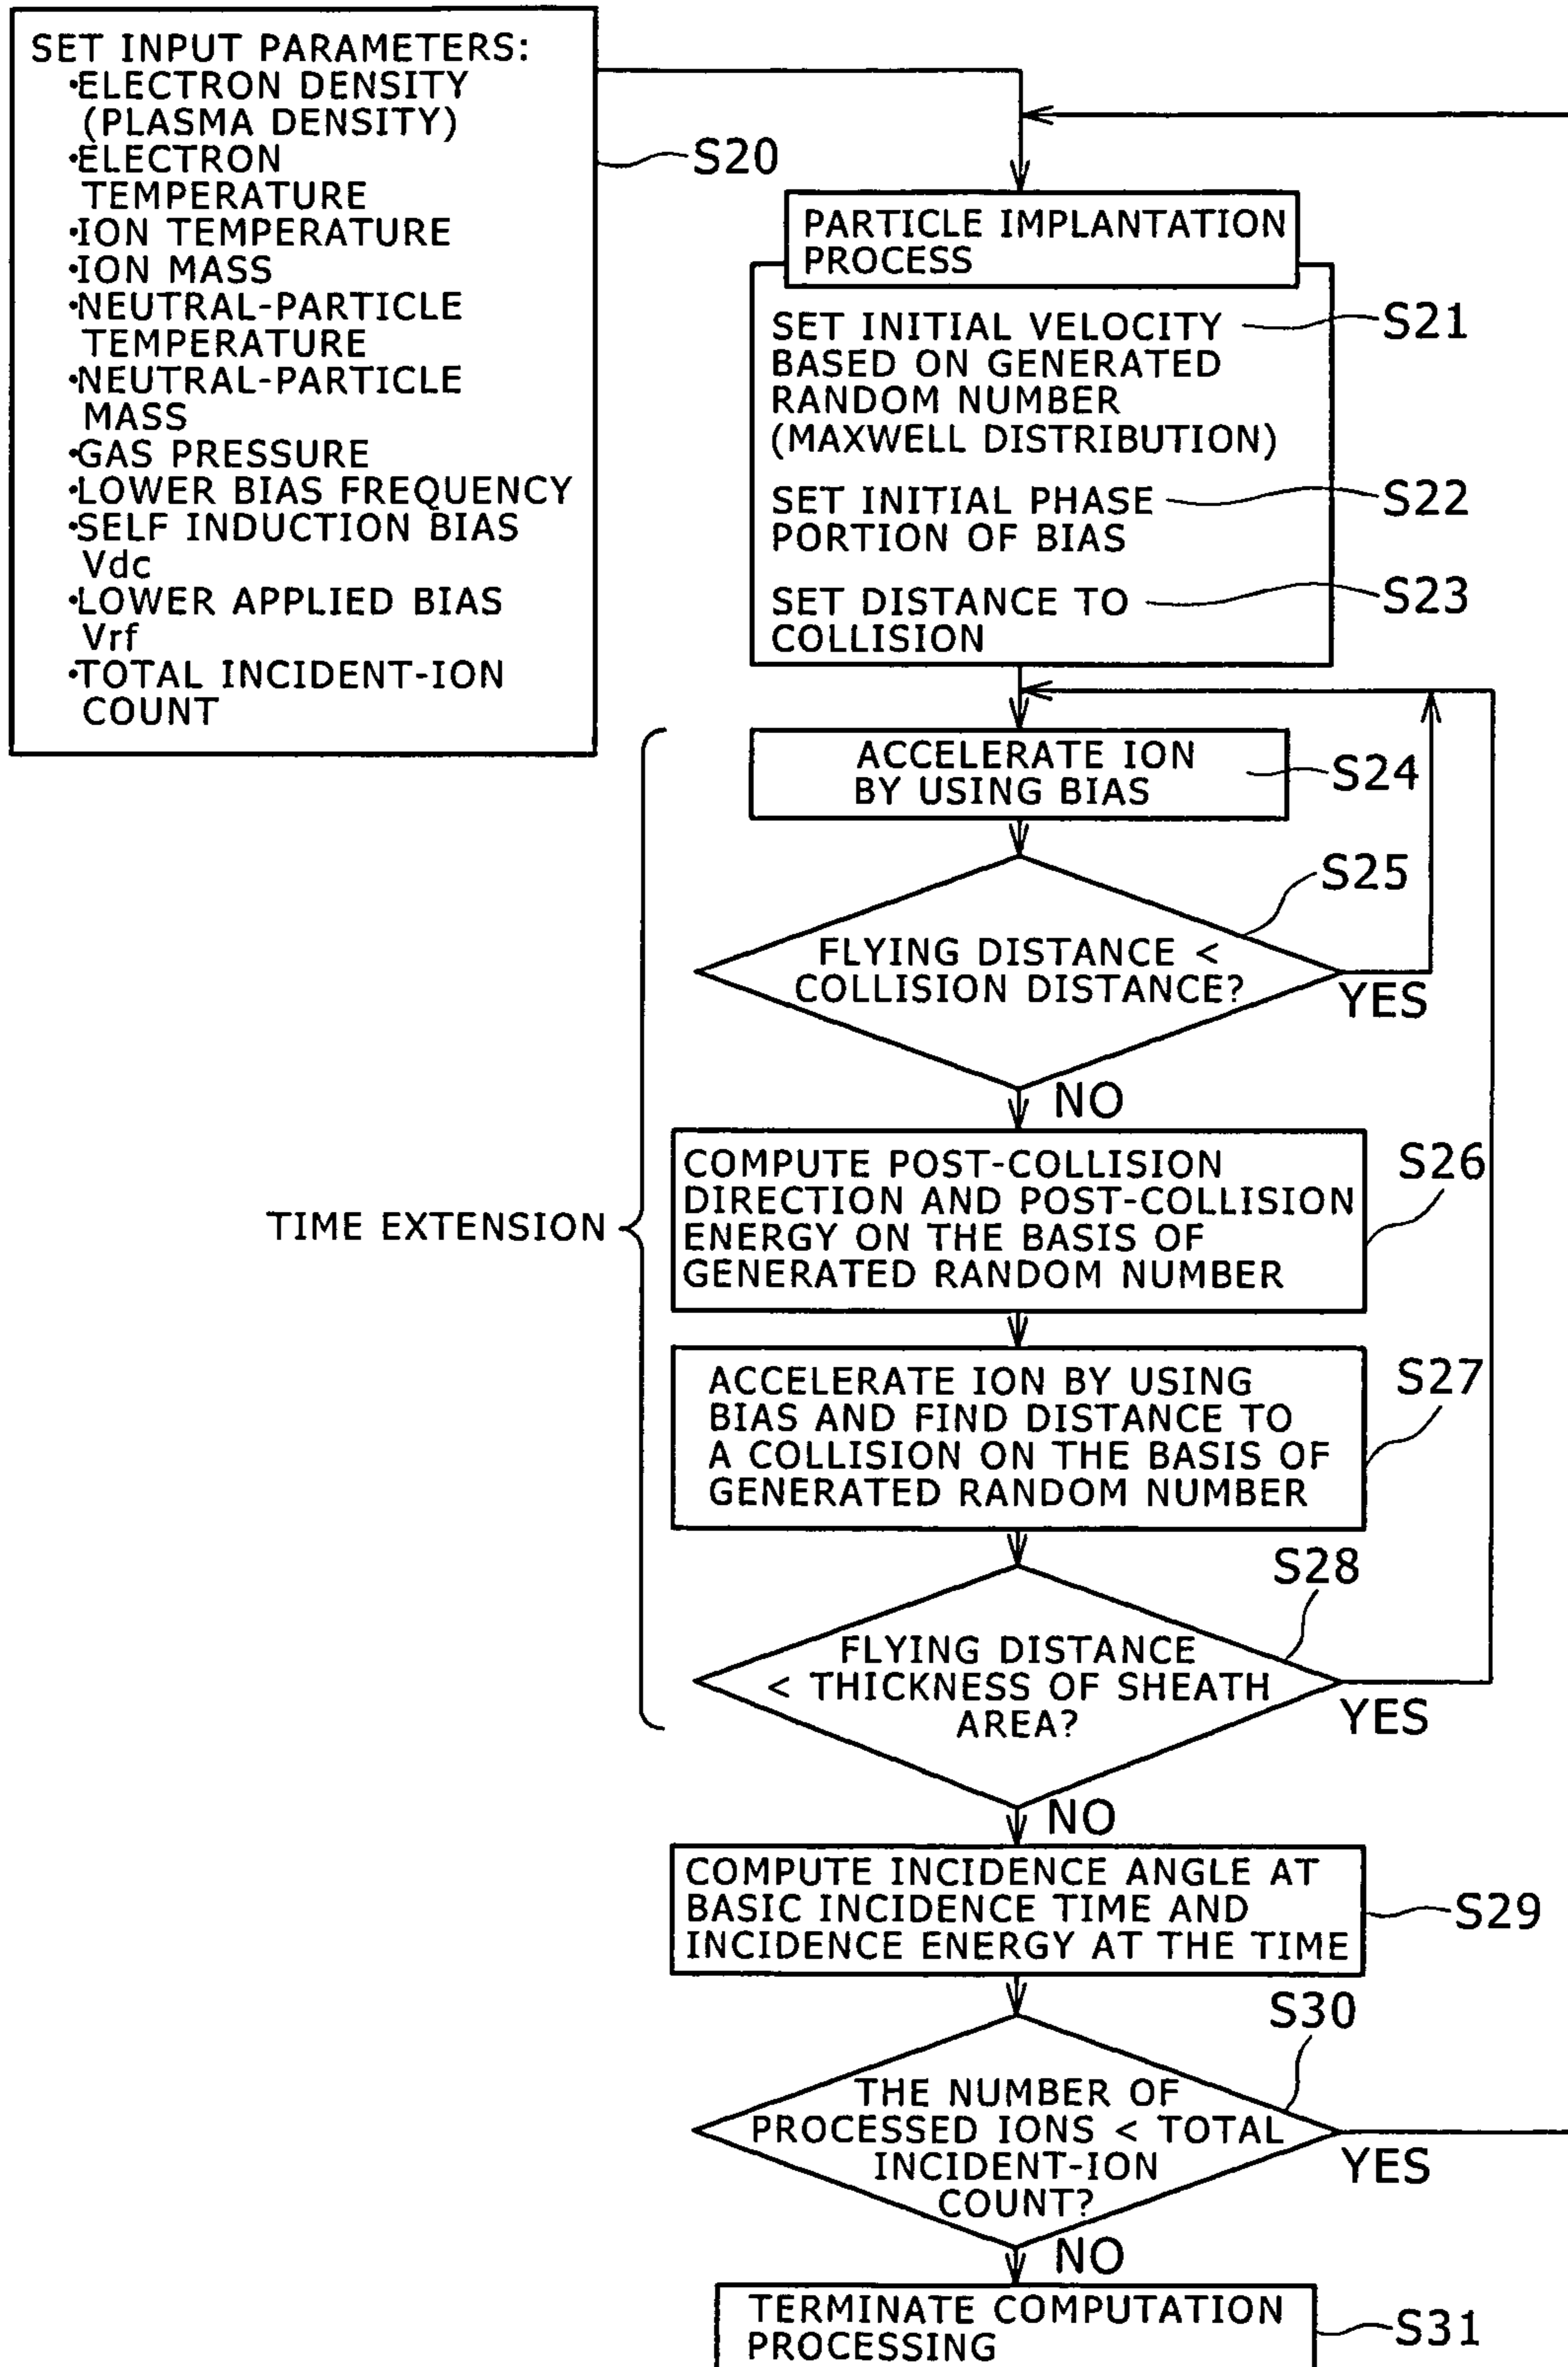 SET INPUT PARAMETERS:
·ELECTRON DENSITY
(PLASMA DENSITY)
·ELECTRON
TEMPERATURE
·ION TEMPERATURE
·ION MASS
·NEUTRAL-PARTICLE
TEMPERATURE
·NEUTRAL-PARTICLE
MASS
·GAS PRESSURE
·LOWER BIAS FREQUENCY
·SELF INDUCTION BIAS
Vdc
·LOWER APPLIED BIAS
Vrf
·TOTAL INCIDENT-ION
COUNT
S20
PARTICLE IMPLANTATION
PROCESS
SET INITIAL VELOCITY
BASED ON GENERATED
RANDOM NUMBER
(MAXWELL DISTRIBUTION)
S21
SET INITIAL PHASE
PORTION OF BIAS
S22
SET DISTANCE TO
COLLISION
S23
TIME EXTENSION
ACCELERATE ION
BY USING BIAS
S24
FLYING DISTANCE <
COLLISION DISTANCE?
S25
YES
NO
COMPUTE POST-COLLISION
DIRECTION AND POST-COLLISION
ENERGY ON THE BASIS OF
GENERATED RANDOM NUMBER
S26
ACCELERATE ION BY USING
BIAS AND FIND DISTANCE TO
A COLLISION ON THE BASIS OF
GENERATED RANDOM NUMBER
S27
FLYING DISTANCE
< THICKNESS OF SHEATH
AREA?
S28
YES
NO
COMPUTE INCIDENCE ANGLE AT
BASIC INCIDENCE TIME AND
INCIDENCE ENERGY AT THE TIME
S29
THE NUMBER OF
PROCESSED IONS < TOTAL
INCIDENT-ION
COUNT?
S30
YES
NO
TERMINATE COMPUTATION
PROCESSING
S31